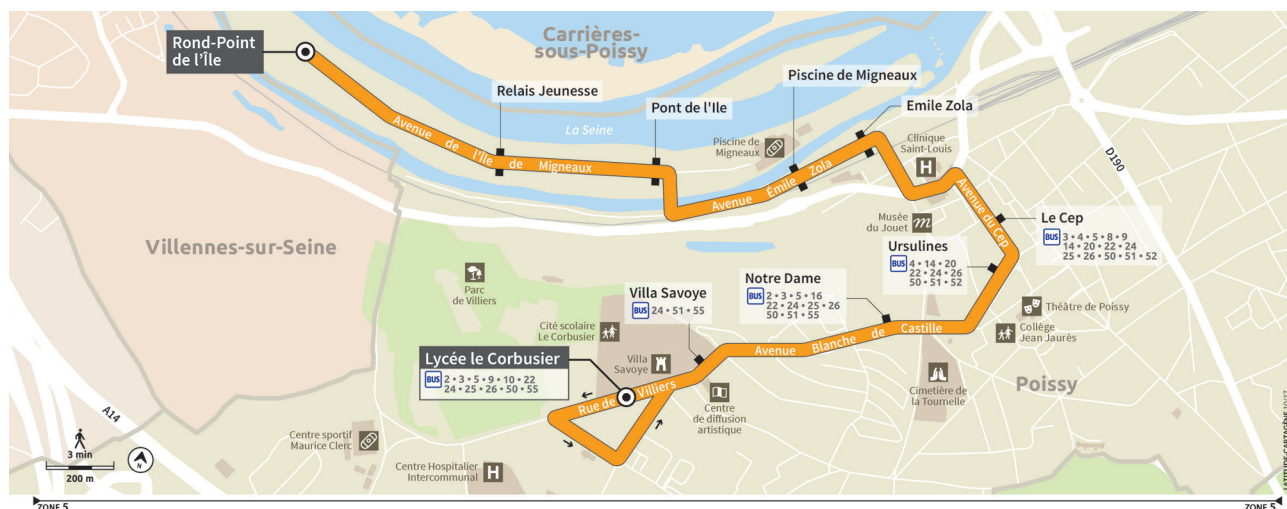 Rond-Point
de l'Île
Carrières-
sous-Poissy
Relais Jeunesse
Pont de l'Ile
Piscine de Migneaux
Emile Zola
La Seine
Piscine de
Migneaux
Clinique
Saint-Louis
H
D190
Avenue de l'Ile de Migneaux
Avenue Émile Zola
Avenue du Cep
Musée
du Jouet
m
Le Cep
BUS 3 • 4 • 5 • 8 • 9
14 • 20 • 22 • 24
25 • 26 • 50 • 51 • 52
Ursulines
BUS 4 • 14 • 20
22 • 24 • 26
50 • 51 • 52
Villennes-sur-Seine
Parc
de Villiers
Villa Savoye
BUS 24 • 51 • 55
Notre Dame
BUS 2 • 3 • 5 • 16
22 • 24 • 25 • 26
50 • 51 • 55
Théâtre de Poissy
Collège
Jean Jaurès
Cité scolaire
Le Corbusier
Avenue Blanche de Castille
Lycée le Corbusier
BUS 2 • 3 • 5 • 9 • 10 • 22
24 • 25 • 26 • 50 • 55
Villa
Savoye
Rue de Villiers
Poissy
Cimetière de
la Tournelle
Centre
de diffusion
artistique
A14
Centre sportif
Maurice Clerc
Centre Hospitalier
Intercommunal
H
3 min
200 m
N
ZONE 5
ZONE 5